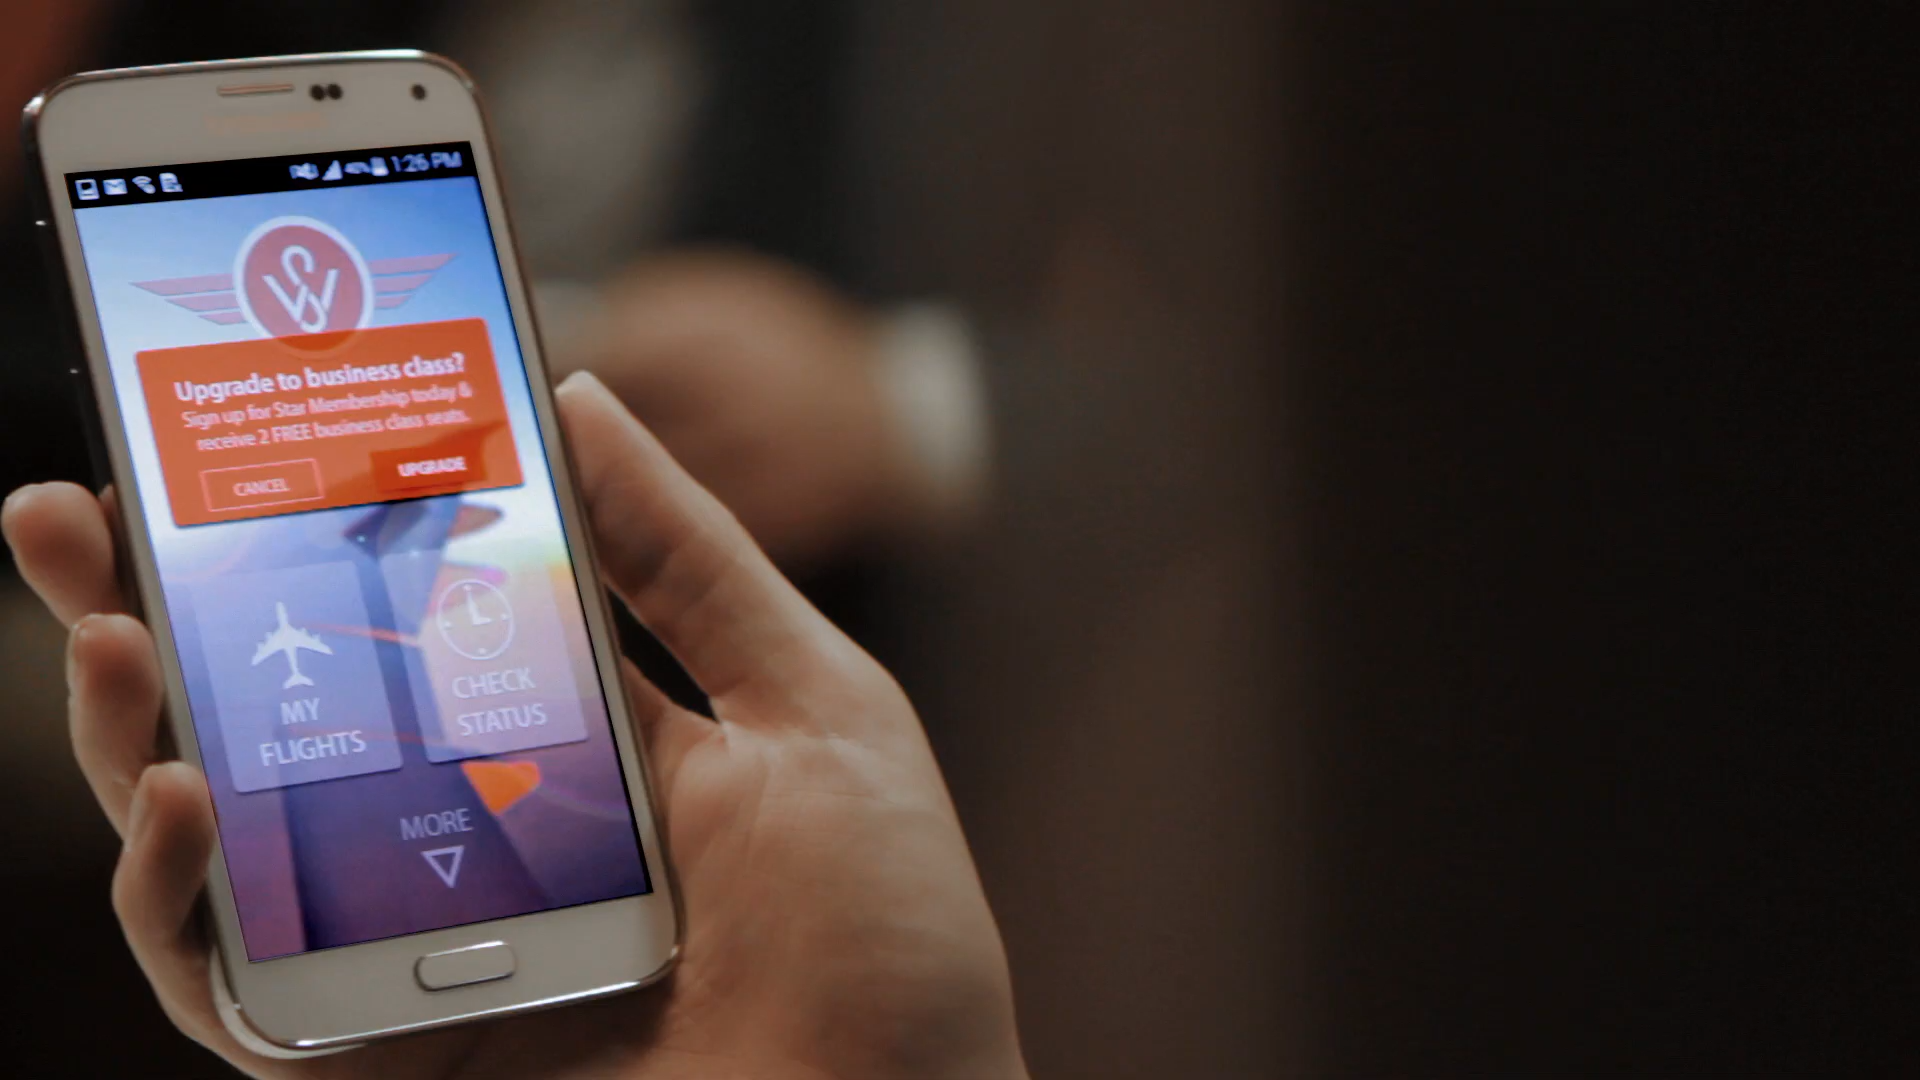 1:26 PM
SW
Upgrade to business class?
Sign up for Star Membership today &
receive 2 FREE business class seats.
CANCEL
UPGRADE
MY
FLIGHTS
CHECK
STATUS
MORE